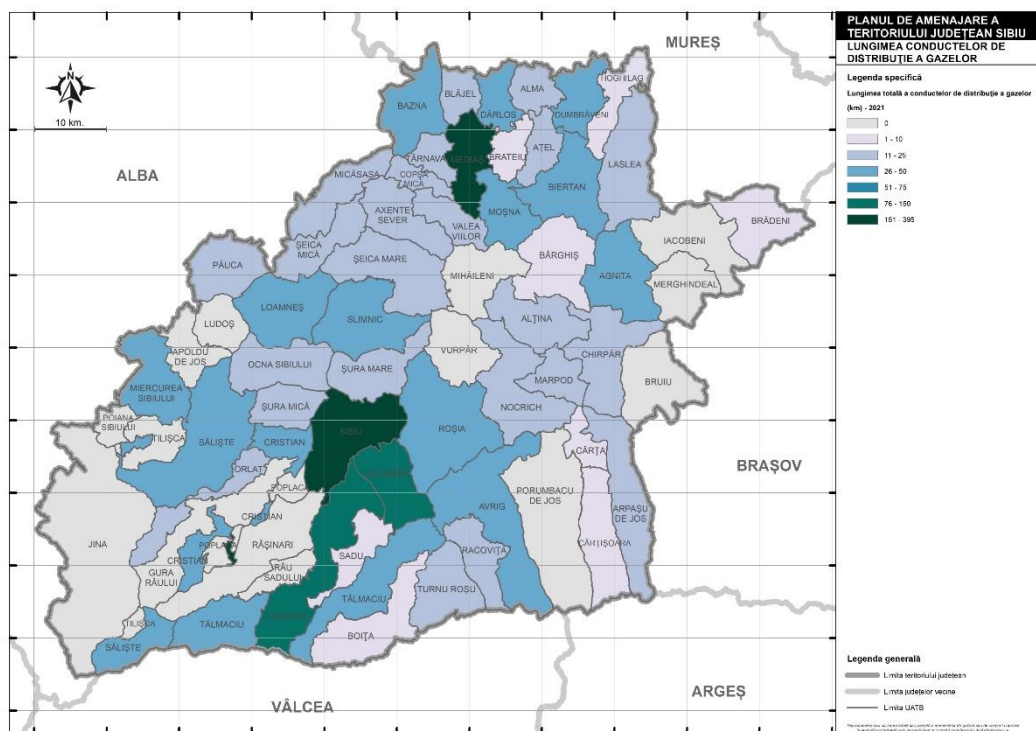 PLANUL DE AMENAJARE A
TERITORIULUI JUDEȚEAN SIBIU
LUNGIMEA CONDUCTELOR DE
DISTRIBUȚIE A GAZELOR
Legenda specifică
Lungimea totală a conductelor de distribuție a gazelor
(km) - 2021
0
1 - 10
11 - 25
26 - 50
51 - 75
76 - 150
151 - 395
N
10 km.
MUREȘ
ALBA
BRAȘOV
ARGEȘ
VÂLCEA
HOGHILAG
BLĂJEL
ALMA
BAZNA
DÂRLOS
DUMBRĂVENI
TÂRNAVA
MEDIAȘ
BRATEIU
AȚEL
LASLEA
MICĂSASA
COPȘA
MICĂ
BIERTAN
AXENTE
SEVER
MOȘNA
VALEA
VIILOR
BRĂDENI
ȘEICA
MICĂ
IACOBENI
ȘEICA MARE
BÂRGHIȘ
PĂUCA
MIHĂILENI
AGNITA
MERGHINDEAL
LOAMNEȘ
SLIMNIC
LUDOȘ
ALȚINA
APOLDU
DE JOS
VURPĂR
CHIRPĂR
OCNA SIBIULUI
ȘURA MARE
MARPOD
BRUIU
MIERCUREA
SIBIULUI
ȘURA MICĂ
NOCRICH
POIANA
SIBIULUI
TILIȘCA
SĂLIȘTE
CRISTIAN
SIBIU
ROȘIA
CÂRȚA
ORLAT
POPLACA
PORUMBACU
DE JOS
AVRIG
ARPAȘU
DE JOS
CRISTIAN
JINA
POPLACA
RĂȘINARI
CÂRȚIȘOARA
CRISTIAN
SADU
RACOVIȚA
GURA
RÂULUI
RÂU
SADULUI
TĂLMACIU
TURNU ROȘU
TILIȘCA
TĂLMACIU
BOIȚA
SĂLIȘTE
Legenda generală
Limita teritoriului județean
Limita județelor vecine
Limita UATB